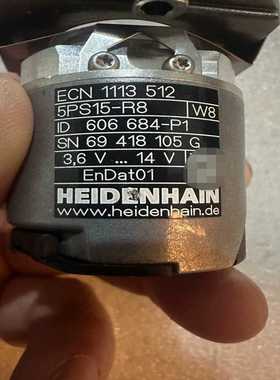 ECN 1113 512
5PS15-R8 W8
ID 606 684-P1
SN 69 418 105 G
3,6 V ... 14 V
EnDat01
HEIDENHAIN
www.heidenhain.de